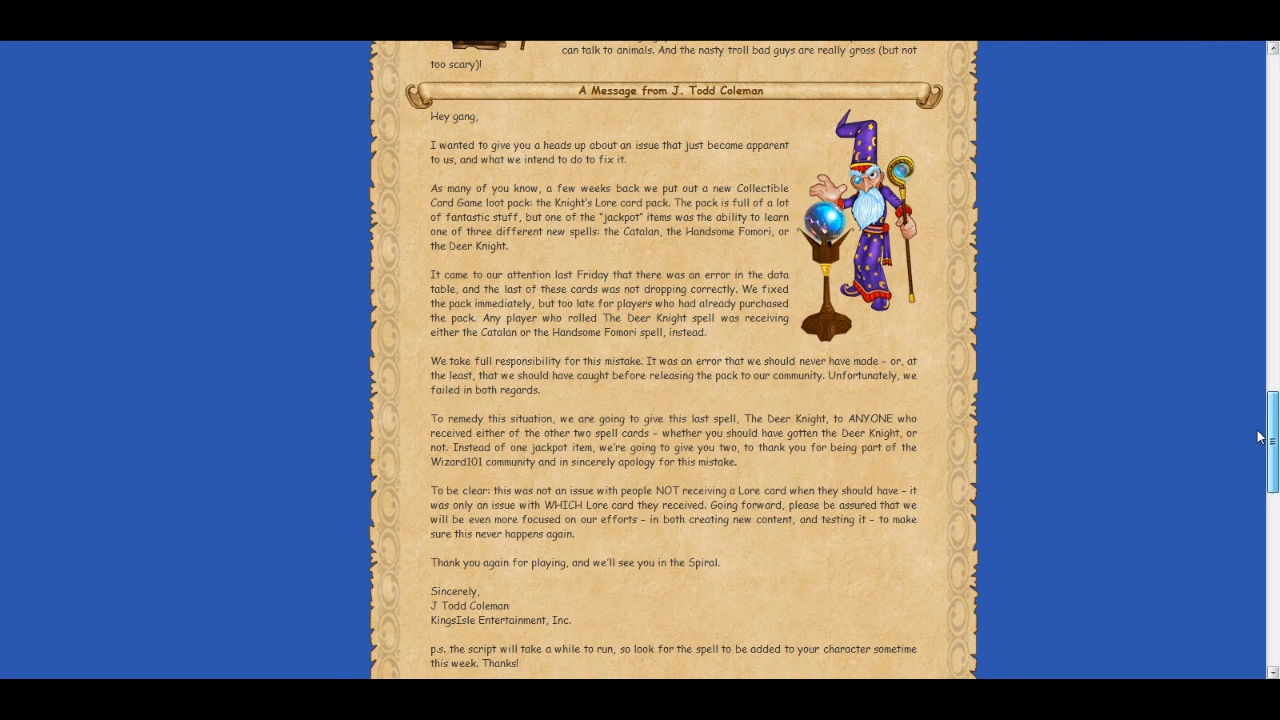 can talk to animals. And the nasty troll bad guys are really gross (but not
too scary)!
A Message from J. Todd Coleman
Hey gang,
I wanted to give you a heads up about an issue that just became apparent
to us, and what we intend to do to fix it.
As many of you know, a few weeks back we put out a new Collectible
Card Game loot pack: the Knight's Lore card pack. The pack is full of a lot
of fantastic stuff, but one of the "jackpot" items was the ability to learn
one of three different new spells: the Catalan, the Handsome Fomori, or
the Deer Knight.
It came to our attention last Friday that there was an error in the data
table, and the last of these cards was not dropping correctly. We fixed
the pack immediately, but too late for players who had already purchased
the pack. Any player who rolled The Deer Knight spell was receiving
either the Catalan or the Handsome Fomori spell, instead.
We take full responsibility for this mistake. It was an error that we should never have made – or, at
the least, that we should have caught before releasing the pack to our community. Unfortunately, we
failed in both regards.
To remedy this situation, we are going to give this last spell, The Deer Knight, to ANYONE who
received either of the other two spell cards – whether you should have gotten the Deer Knight, or
not. Instead of one jackpot item, we're going to give you two, to thank you for being part of the
Wizard101 community and in sincerely apology for this mistake.
To be clear: this was not an issue with people NOT receiving a Lore card when they should have – it
was only an issue with WHICH Lore card they received. Going forward, please be assured that we
will be even more focused on our efforts – in both creating new content, and testing it – to make
sure this never happens again.
Thank you again for playing, and we'll see you in the Spiral.
Sincerely,
J Todd Coleman
KingsIsle Entertainment, Inc.
p.s. the script will take a while to run, so look for the spell to be added to your character sometime
this week. Thanks!